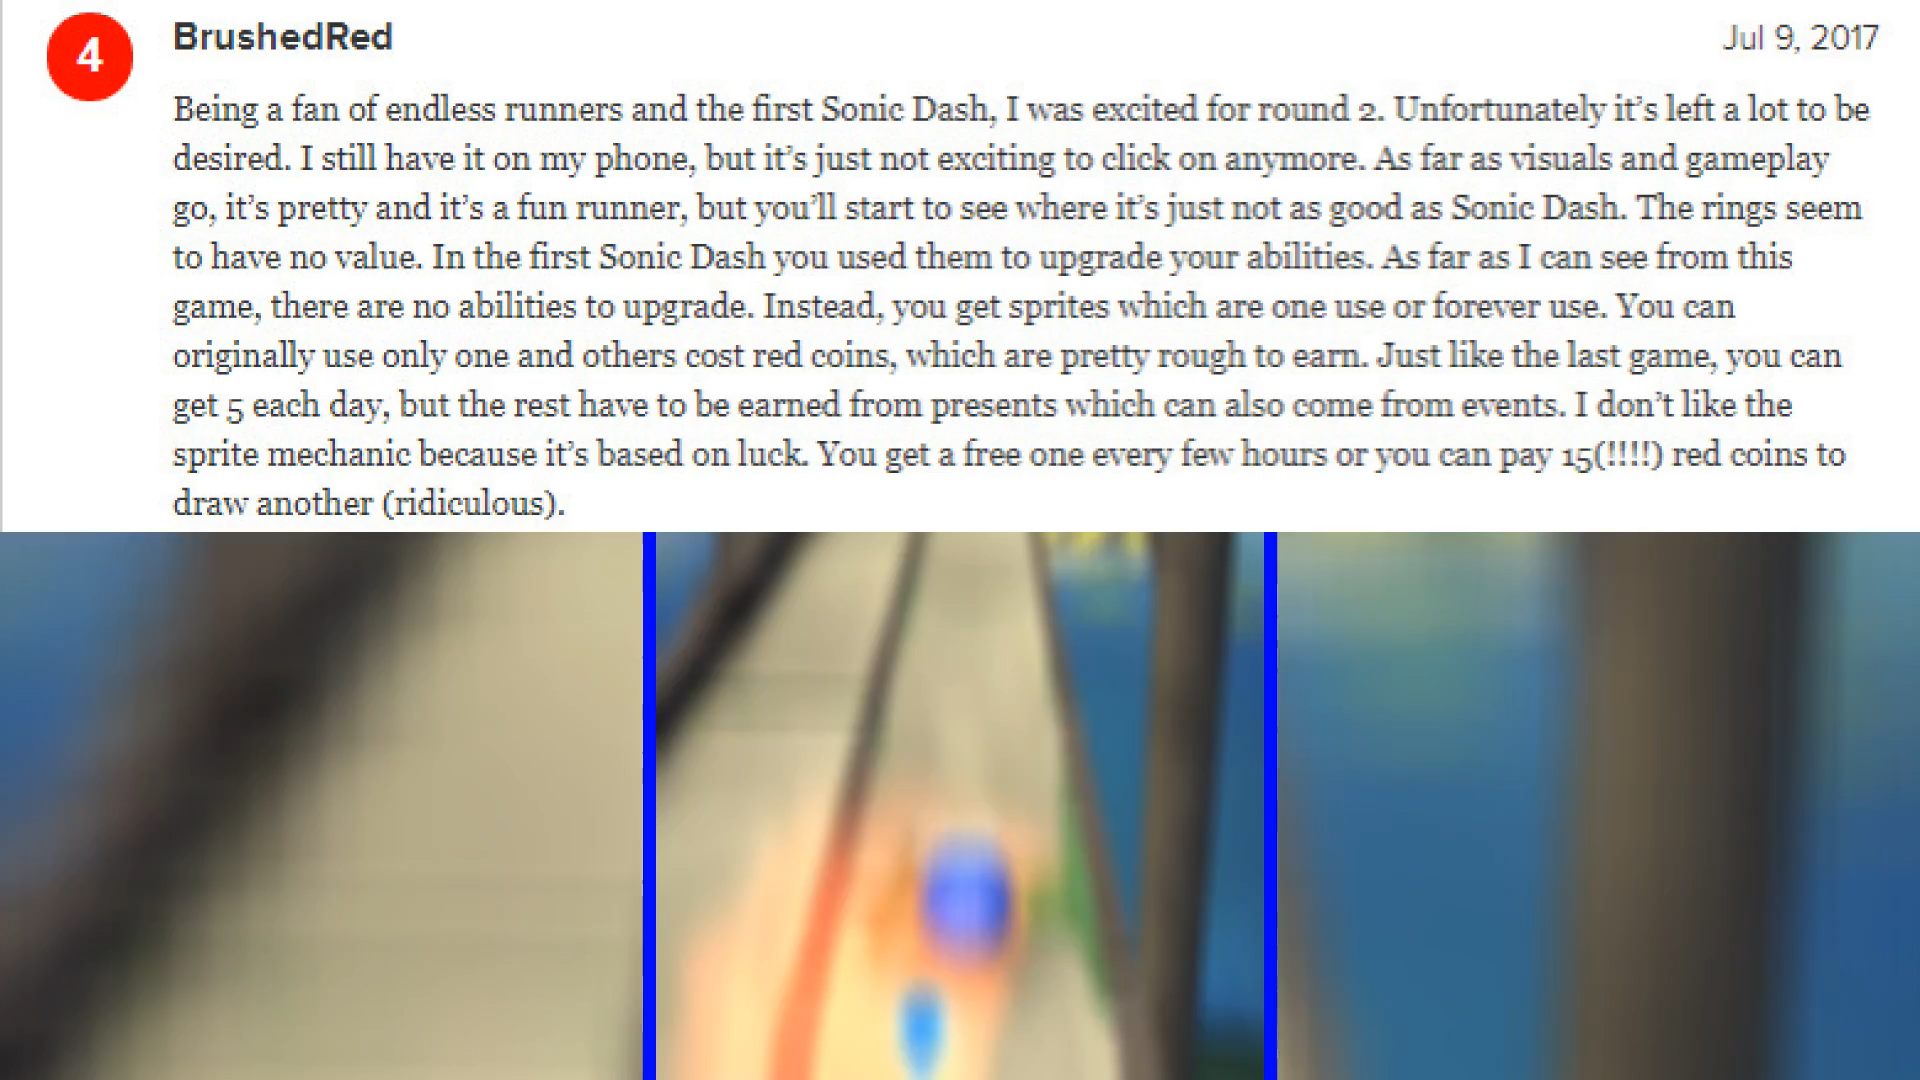 4
BrushedRed
Jul 9, 2017
Being a fan of endless runners and the first Sonic Dash, I was excited for round 2. Unfortunately it’s left a lot to be
desired. I still have it on my phone, but it’s just not exciting to click on anymore. As far as visuals and gameplay
go, it’s pretty and it’s a fun runner, but you’ll start to see where it’s just not as good as Sonic Dash. The rings seem
to have no value. In the first Sonic Dash you used them to upgrade your abilities. As far as I can see from this
game, there are no abilities to upgrade. Instead, you get sprites which are one use or forever use. You can
originally use only one and others cost red coins, which are pretty rough to earn. Just like the last game, you can
get 5 each day, but the rest have to be earned from presents which can also come from events. I don’t like the
sprite mechanic because it’s based on luck. You get a free one every few hours or you can pay 15(!!!!) red coins to
draw another (ridiculous).